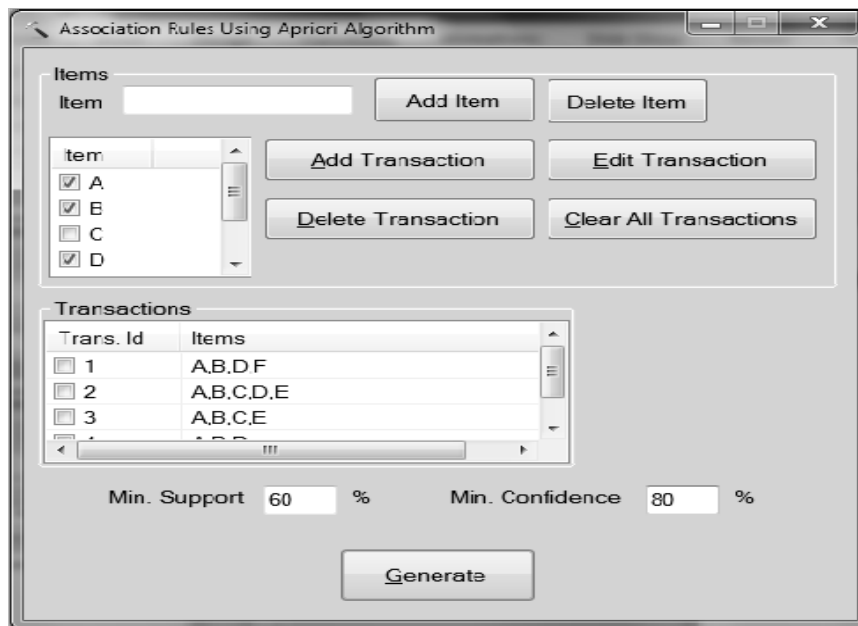 Association Rules Using Apriori Algorithm
Items
Item Add Item Delete Item
Item
A
B
C
D
Add Transaction Edit Transaction
Delete Transaction Clear All Transactions
Transactions
Trans. Id Items
1 A,B,D,F
2 A,B,C,D,E
3 A,B,C,E
Min. Support 60 % Min. Confidence 80 %
Generate